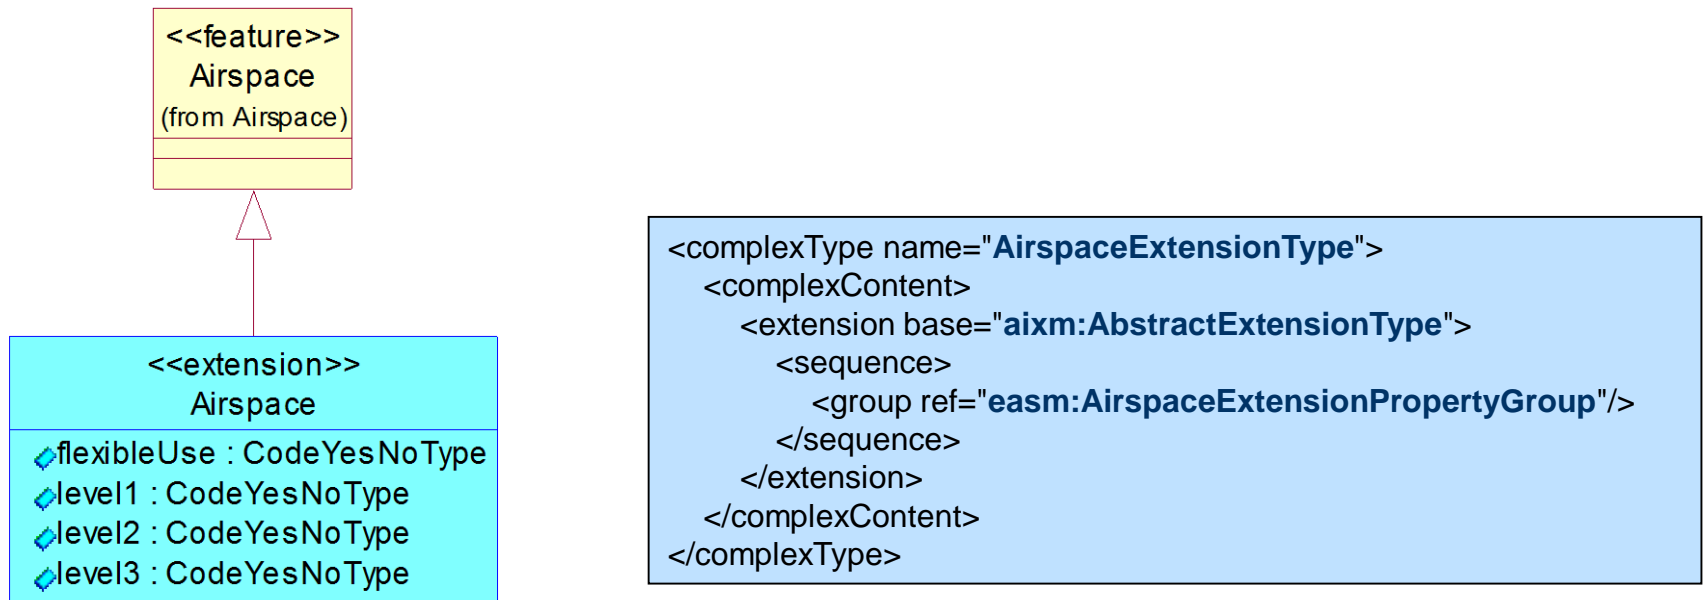 <<feature>>
Airspace
(from Airspace)
<<extension>>
Airspace
flexibleUse : CodeYesNoType
level1 : CodeYesNoType
level2 : CodeYesNoType
level3 : CodeYesNoType
<complexType name="AirspaceExtensionType">
<complexContent>
<extension base="aixm:AbstractExtensionType">
<sequence>
<group ref="easm:AirspaceExtensionPropertyGroup"/>
</sequence>
</extension>
</complexContent>
</complexType>